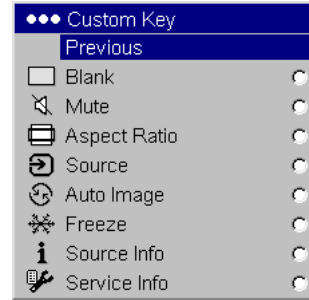 Custom Key
Previous
Blank
Mute
Aspect Ratio
Source
Auto Image
Freeze
Source Info
Service Info